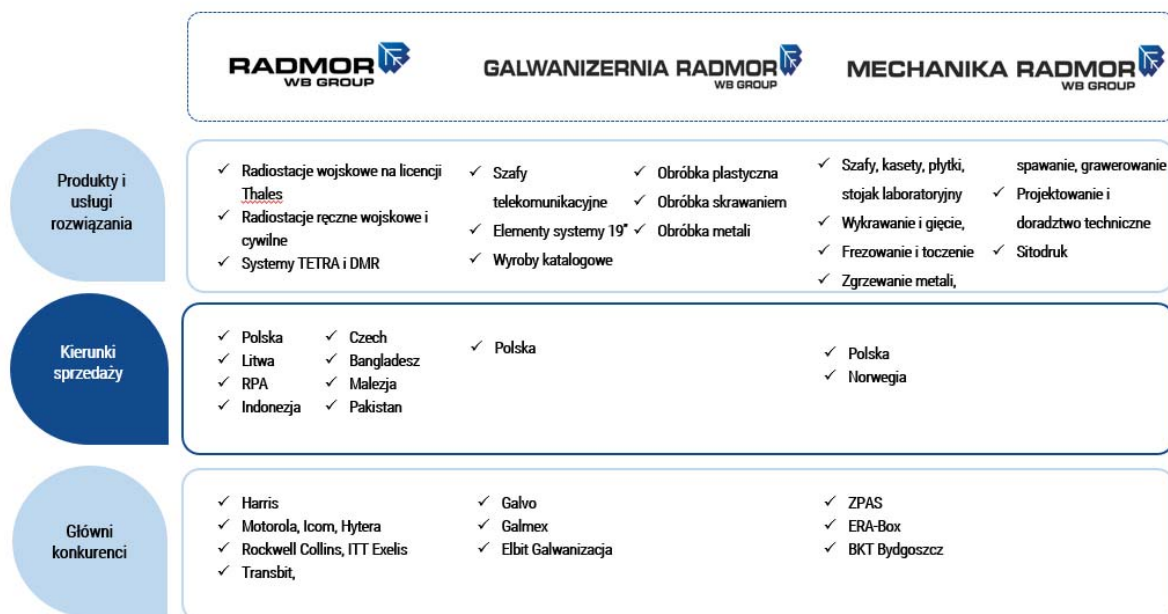 RADMOR
WB GROUP
GALWANIZERNIA RADMOR
WB GROUP
MECHANIKA RADMOR
WB GROUP
Produkty i
usługi
rozwiązania
✓ Radiostacje wojskowe na licencji
Thales
✓ Radiostacje ręczne wojskowe i
cywilne
✓ Systemy TETRA i DMR
✓ Szafy
telekomunikacyjne
✓ Elementy systemy 19"
✓ Wyroby katalogowe
✓ Obróbka plastyczna
✓ Obróbka skrawaniem
✓ Obróbka metali
✓ Szafy, kasety, płytki,
stojak laboratoryjny
✓ Wykrawanie i gięcie,
✓ Frezowanie i toczenie
✓ Zgrzewanie metali,
spawanie, grawerowanie
✓ Projektowanie i
doradztwo techniczne
✓ Sitodruk
Kierunki
sprzedaży
✓ Polska
✓ Litwa
✓ RPA
✓ Indonezja
✓ Czech
✓ Bangladesz
✓ Malezja
✓ Pakistan
✓ Polska
✓ Polska
✓ Norwegia
Główni
konkurenci
✓ Harris
✓ Motorola, Icom, Hytera
✓ Rockwell Collins, ITT Exelis
✓ Transbit,
✓ Galvo
✓ Galmex
✓ Elbit Galwanizacja
✓ ZPAS
✓ ERA-Box
✓ BKT Bydgoszcz